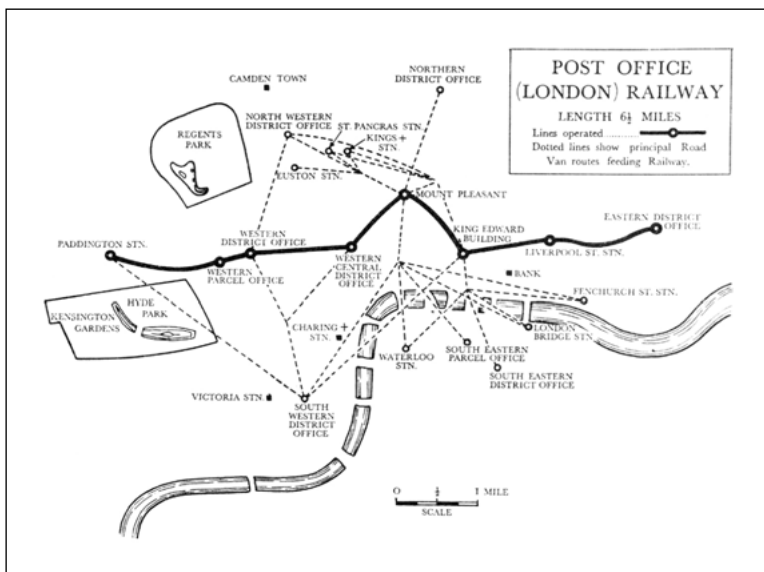 POST OFFICE
(LONDON) RAILWAY
LENGTH 6½ MILES
Lines operated ..........
Dotted lines show principal Road
Van routes feeding Railway.
NORTHERN
DISTRICT OFFICE
CAMDEN TOWN
NORTH WESTERN
DISTRICT OFFICE
ST. PANCRAS STN.
KINGS +
STN.
REGENTS
PARK
EUSTON STN.
MOUNT PLEASANT
EASTERN DISTRICT
OFFICE
KING EDWARD
BUILDING
WESTERN
DISTRICT OFFICE
PADDINGTON STN.
LIVERPOOL ST. STN.
WESTERN
CENTRAL
DISTRICT
OFFICE
WESTERN
PARCEL OFFICE
BANK
FENCHURCH ST. STN.
HYDE
PARK
KENSINGTON
GARDENS
CHARING +
STN.
LONDON
BRIDGE STN.
WATERLOO
STN.
SOUTH EASTERN
PARCEL OFFICE
SOUTH EASTERN
DISTRICT OFFICE
VICTORIA STN.
SOUTH
WESTERN
DISTRICT
OFFICE
0 ½ 1 MILE
SCALE